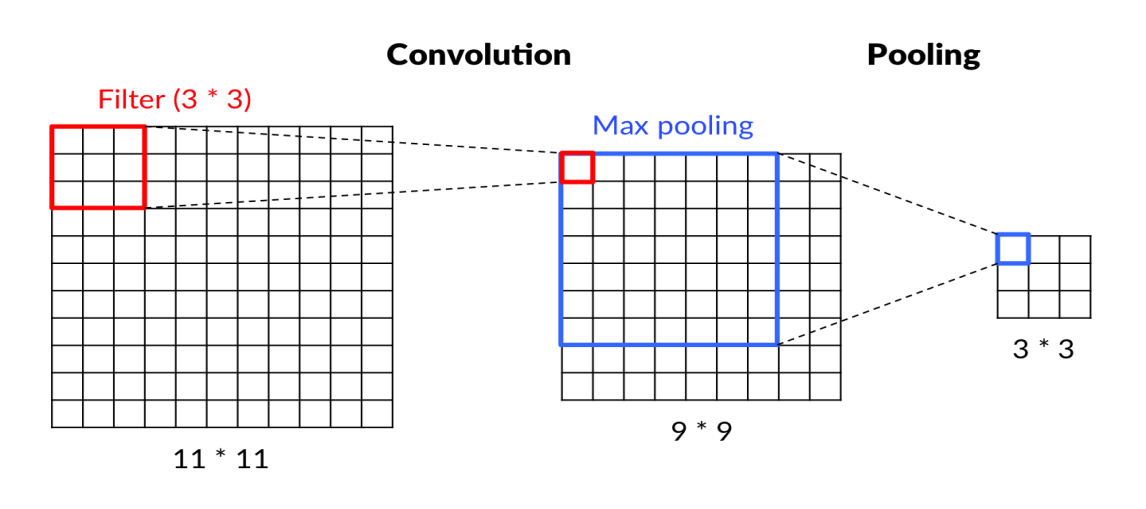 Convolution
Pooling
Filter (3 * 3)
Max pooling
11 * 11
9 * 9
3 * 3